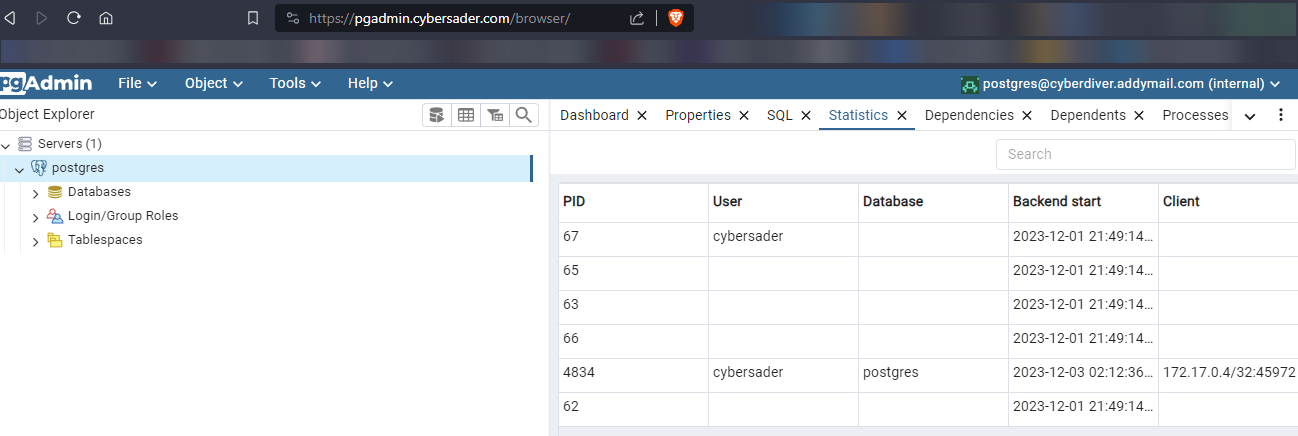 https://pgadmin.cybersader.com/browser/
pgAdmin File Object Tools Help postgres@cyberdiver.addymail.com (internal)
Object Explorer
Dashboard Properties SQL Statistics Dependencies Dependents Processes
Servers (1)
postgres
Databases
Login/Group Roles
Tablespaces
Search
PID User Database Backend start Client
67 cybersader 2023-12-01 21:49:14...
65 2023-12-01 21:49:14...
63 2023-12-01 21:49:14...
66 2023-12-01 21:49:14...
4834 cybersader postgres 2023-12-03 02:12:36... 172.17.0.4/32:45972
62 2023-12-01 21:49:14...